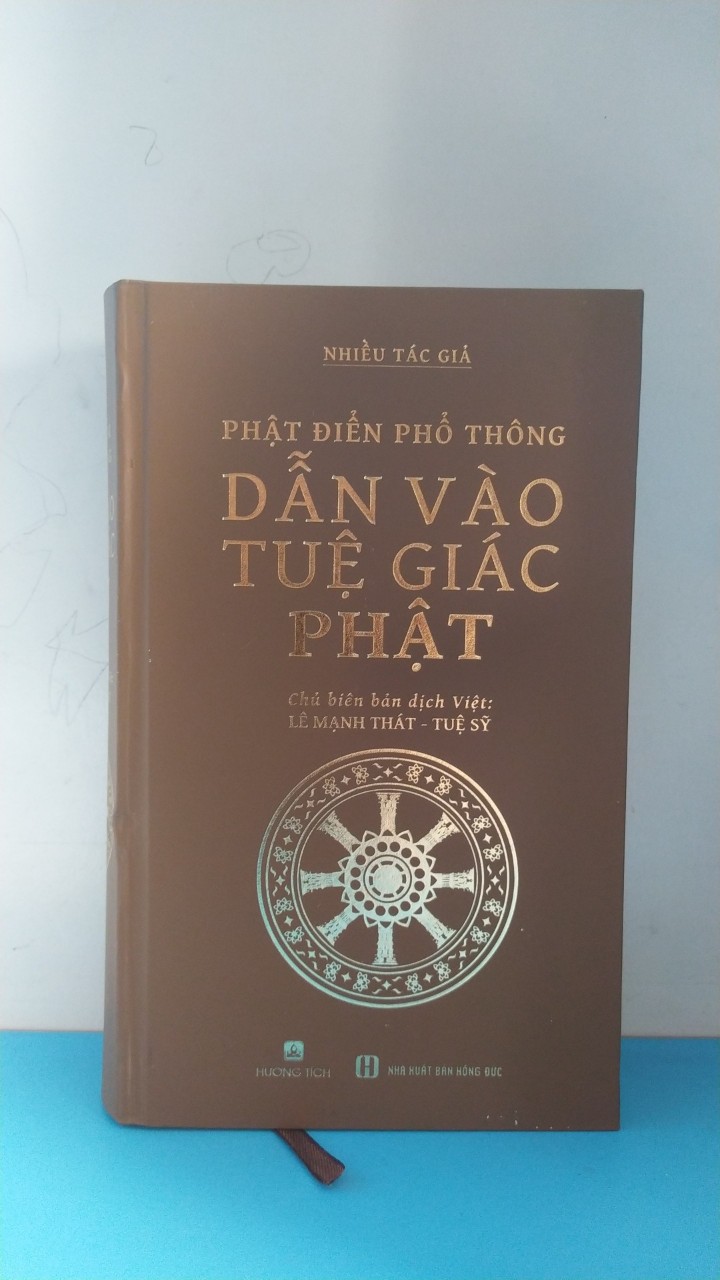 NHIỀU TÁC GIẢ
PHẬT ĐIỂN PHỔ THÔNG
DẪN VÀO
TUỆ GIÁC
PHẬT
Chủ biên bản dịch Việt:
LÊ MẠNH THÁT - TUỆ SỸ
HƯƠNG TÍCH
NHÀ XUẤT BẢN HỒNG ĐỨC